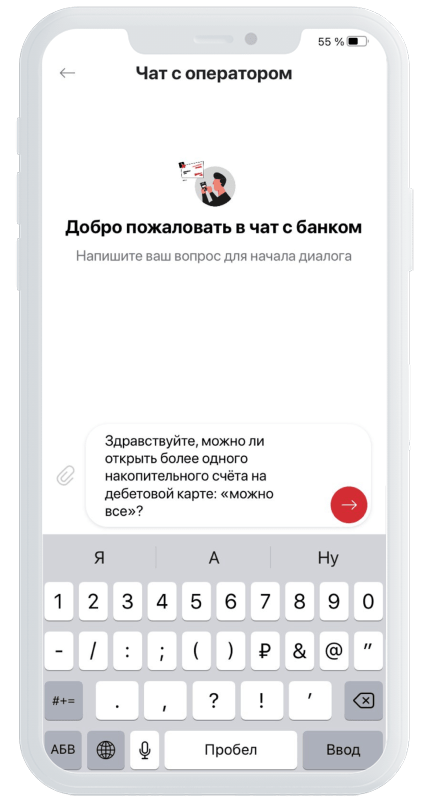 55 %
Чат с оператором
Добро пожаловать в чат с банком
Напишите ваш вопрос для начала диалога
Здравствуйте, можно ли
открыть более одного
накопительного счёта на
дебетовой карте: «можно
все»?
Я А Ну
1 2 3 4 5 6 7 8 9 0
- / : ; ( ) ₽ & @ "
#+= . , ? ! ’
АБВ Пробел Ввод